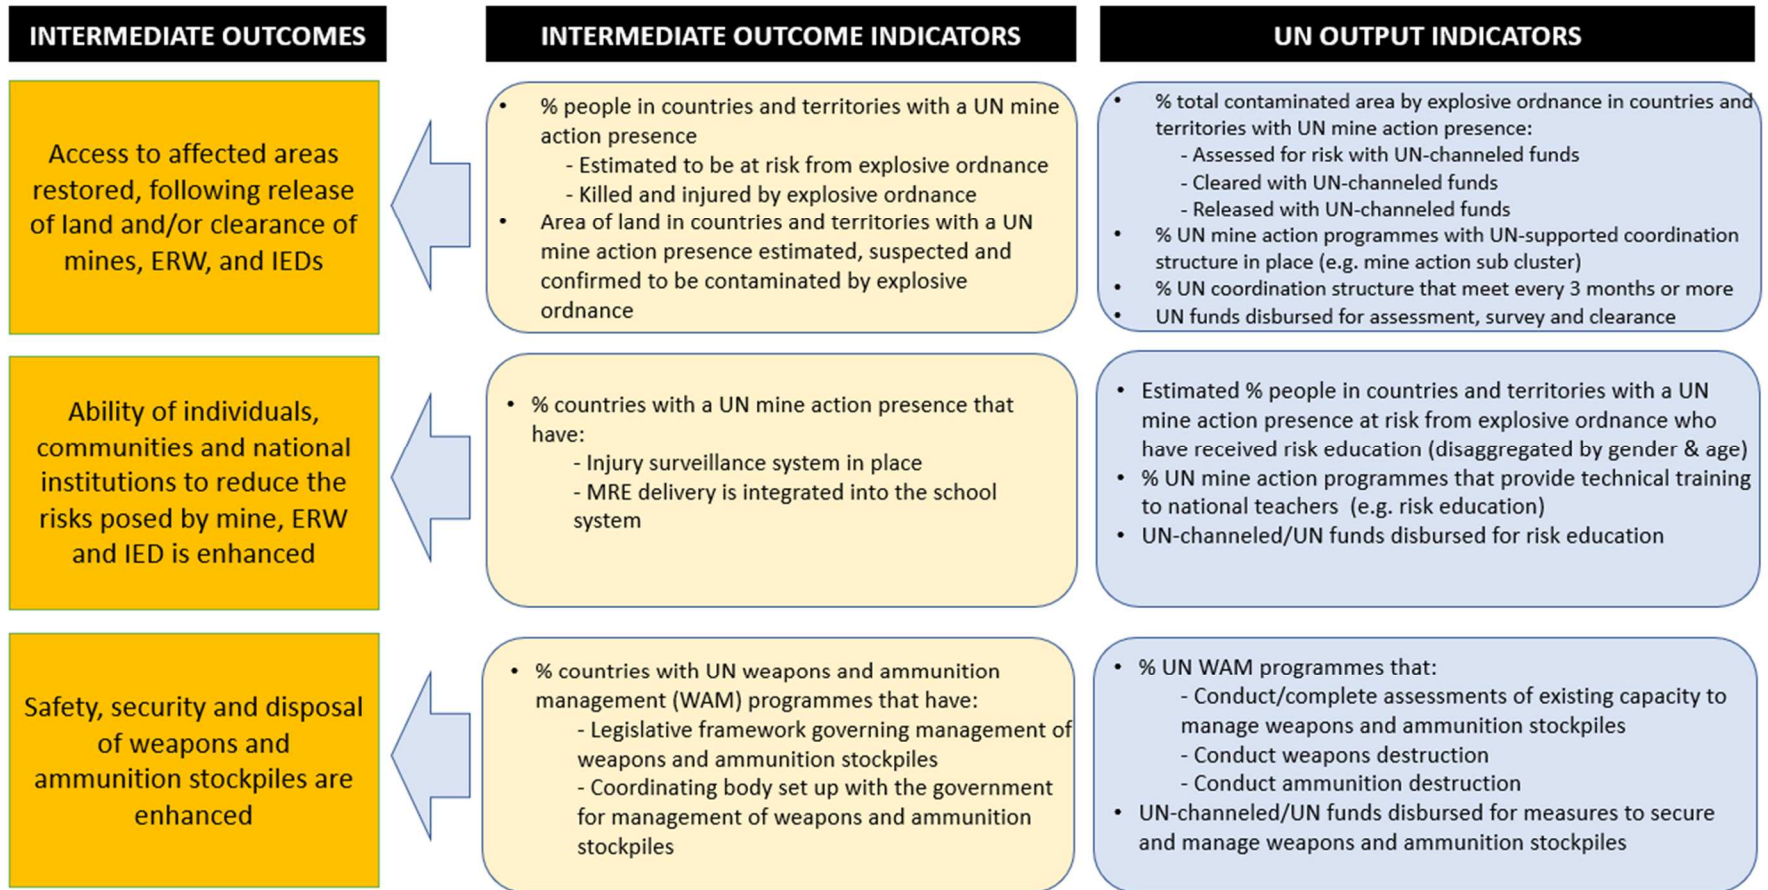 INTERMEDIATE OUTCOMES
INTERMEDIATE OUTCOME INDICATORS
UN OUTPUT INDICATORS
Access to affected areas
restored, following release
of land and/or clearance of
mines, ERW, and IEDs
• % people in countries and territories with a UN mine
action presence
- Estimated to be at risk from explosive ordnance
- Killed and injured by explosive ordnance
• Area of land in countries and territories with a UN
mine action presence estimated, suspected and
confirmed to be contaminated by explosive
ordnance
• % total contaminated area by explosive ordnance in countries and
territories with UN mine action presence:
- Assessed for risk with UN-channeled funds
- Cleared with UN-channeled funds
- Released with UN-channeled funds
• % UN mine action programmes with UN-supported coordination
structure in place (e.g. mine action sub cluster)
• % UN coordination structure that meet every 3 months or more
• UN funds disbursed for assessment, survey and clearance
Ability of individuals,
communities and national
institutions to reduce the
risks posed by mine, ERW
and IED is enhanced
• % countries with a UN mine action presence that
have:
- Injury surveillance system in place
- MRE delivery is integrated into the school
system
• Estimated % people in countries and territories with a UN
mine action presence at risk from explosive ordnance who
have received risk education (disaggregated by gender & age)
• % UN mine action programmes that provide technical training
to national teachers (e.g. risk education)
• UN-channeled/UN funds disbursed for risk education
Safety, security and disposal
of weapons and
ammunition stockpiles are
enhanced
• % countries with UN weapons and ammunition
management (WAM) programmes that have:
- Legislative framework governing management of
weapons and ammunition stockpiles
- Coordinating body set up with the government
for management of weapons and ammunition
stockpiles
• % UN WAM programmes that:
- Conduct/complete assessments of existing capacity to
manage weapons and ammunition stockpiles
- Conduct weapons destruction
- Conduct ammunition destruction
• UN-channeled/UN funds disbursed for measures to secure
and manage weapons and ammunition stockpiles